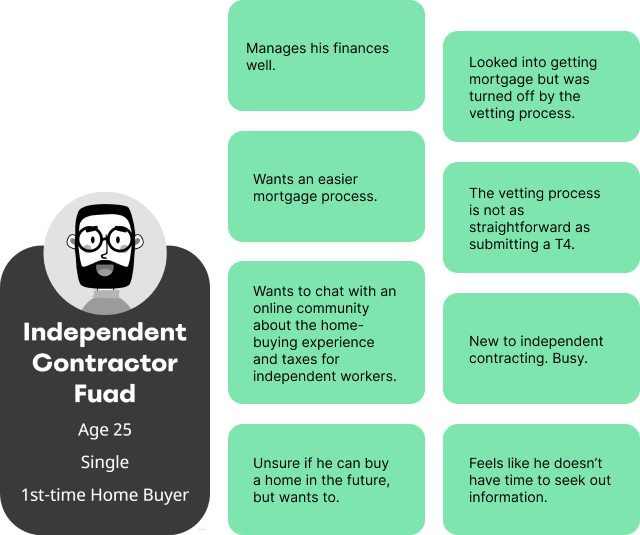 Manages his finances
well.
Looked into getting
mortgage but was
turned off by the
vetting process.
Wants an easier
mortgage process.
The vetting process
is not as
straightforward as
submitting a T4.
Wants to chat with an
online community
about the home-
buying experience
and taxes for
independent workers.
New to independent
contracting. Busy.
Unsure if he can buy
a home in the future,
but wants to.
Feels like he doesn’t
have time to seek out
information.
Independent
Contractor
Fuad
Age 25
Single
1st-time Home Buyer